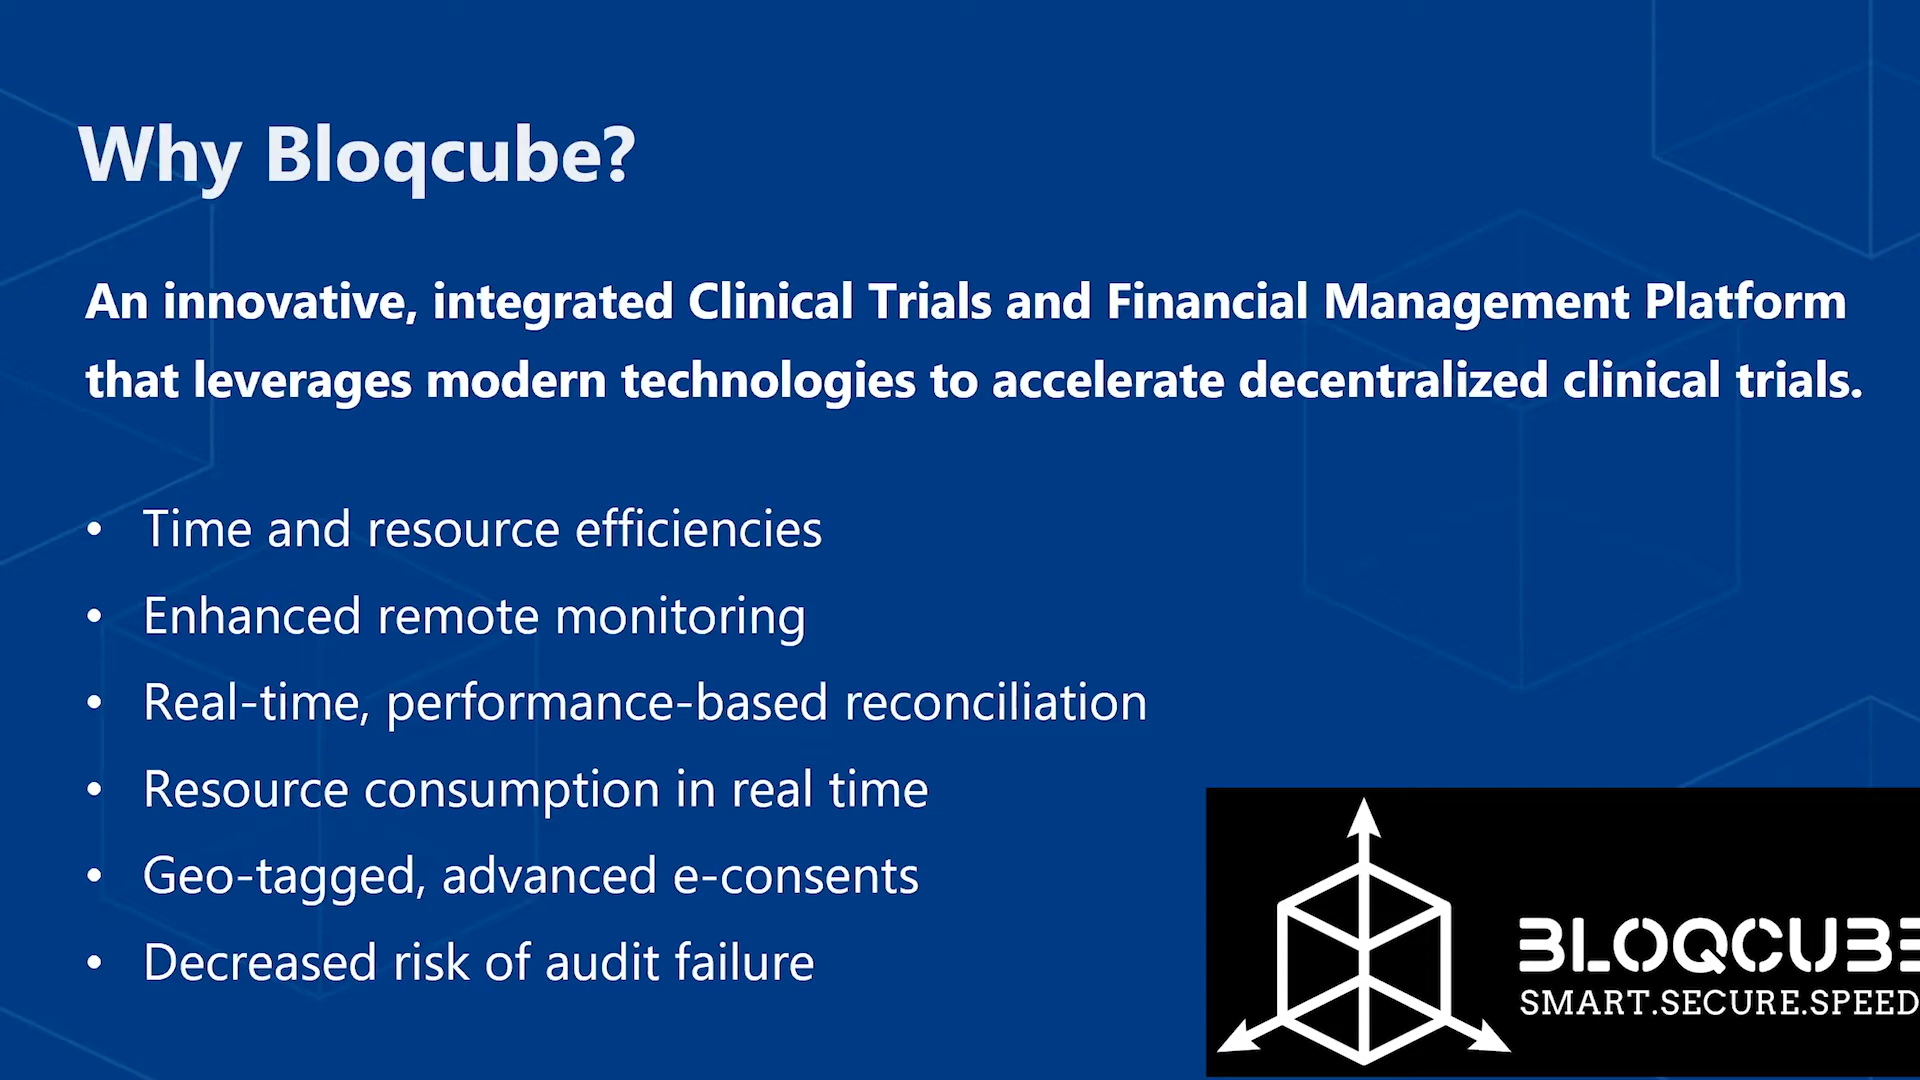 Why Bloqcube?
An innovative, integrated Clinical Trials and Financial Management Platform
that leverages modern technologies to accelerate decentralized clinical trials.
• Time and resource efficiencies
• Enhanced remote monitoring
• Real-time, performance-based reconciliation
• Resource consumption in real time
• Geo-tagged, advanced e-consents
• Decreased risk of audit failure
BLOQCUBE
SMART.SECURE.SPEED